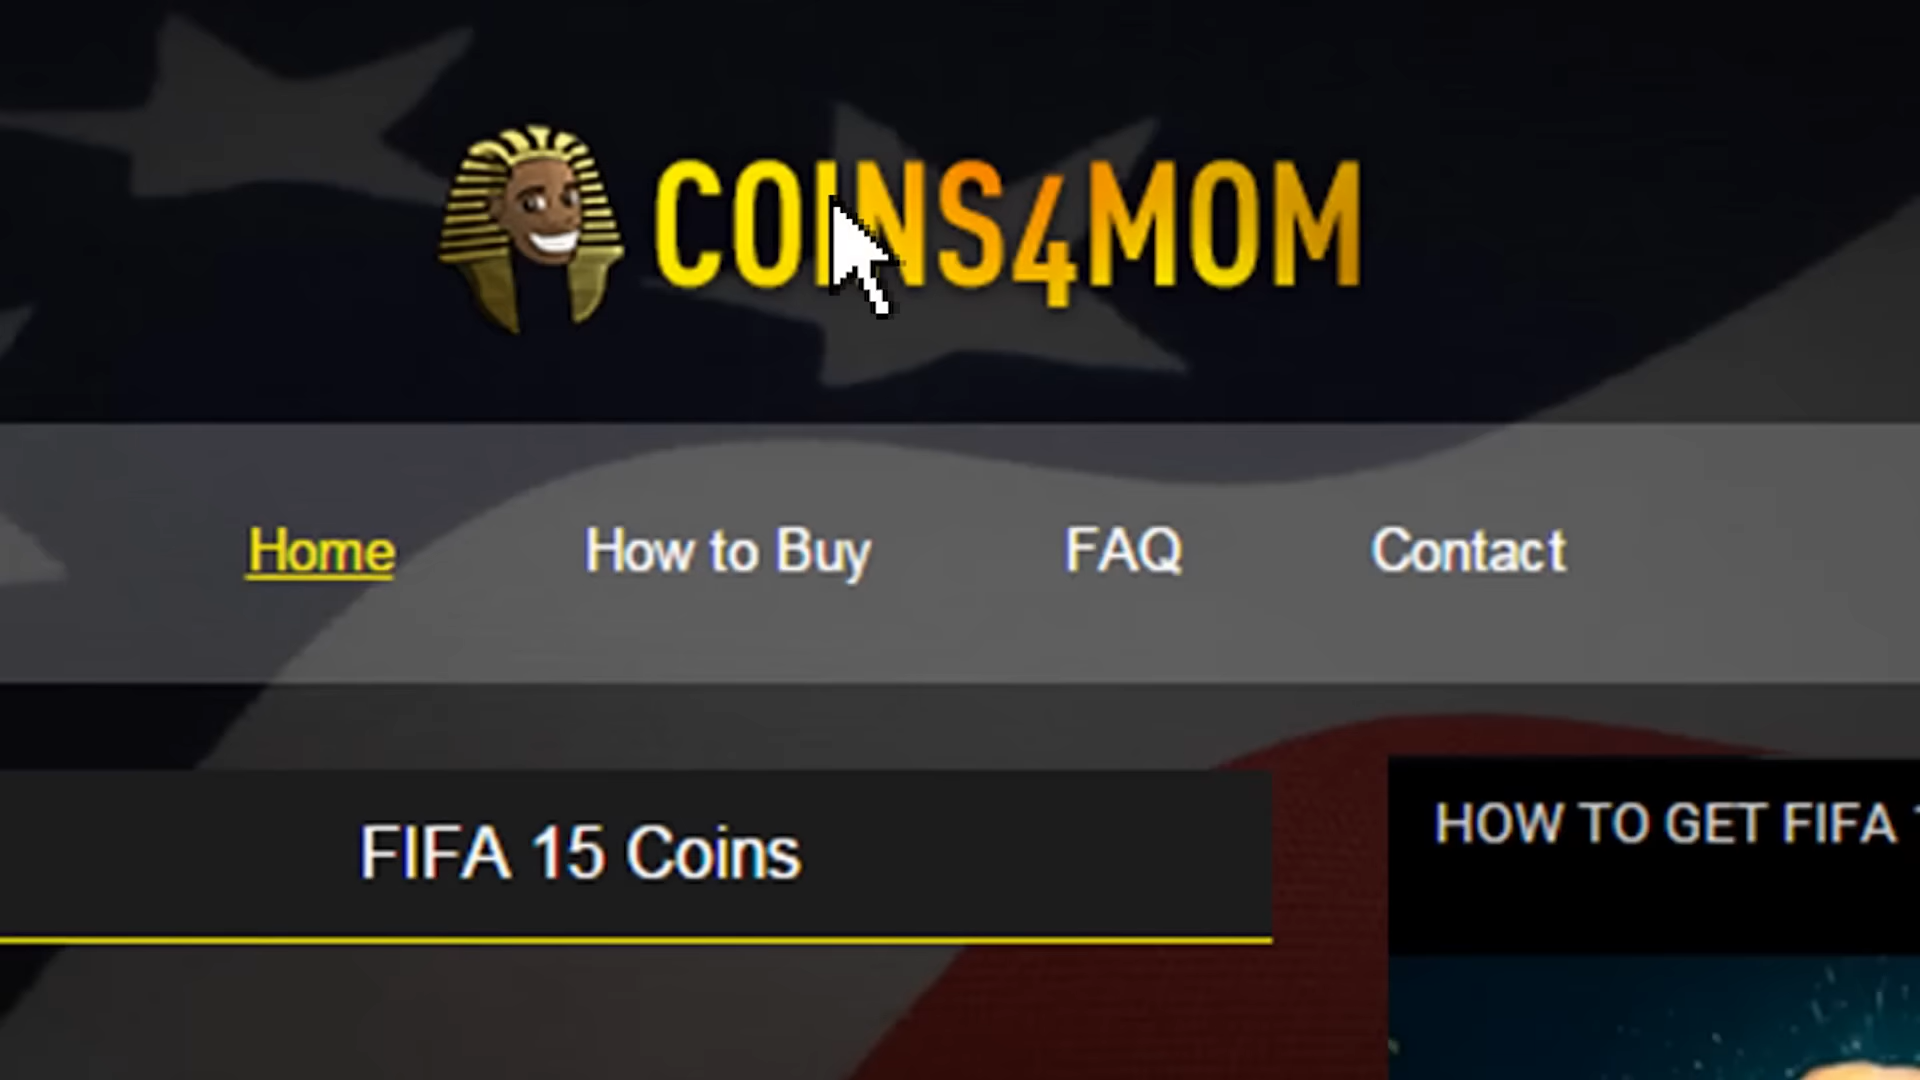 COINS4MOM
Home How to Buy FAQ Contact
FIFA 15 Coins
HOW TO GET FIFA